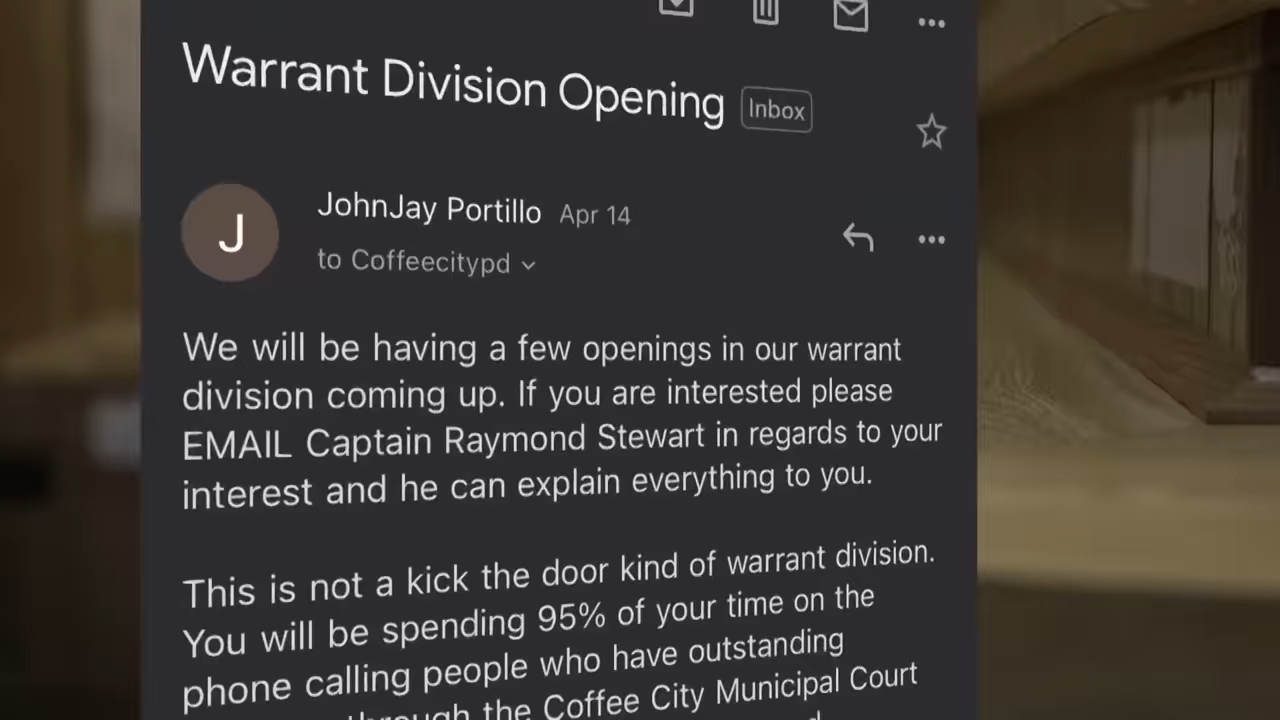 Warrant Division Opening Inbox
J
JohnJay Portillo Apr 14
to Coffeecitypd
We will be having a few openings in our warrant
division coming up. If you are interested please
EMAIL Captain Raymond Stewart in regards to your
interest and he can explain everything to you.
This is not a kick the door kind of warrant division.
You will be spending 95% of your time on the
phone calling people who have outstanding
through the Coffee City Municipal Court